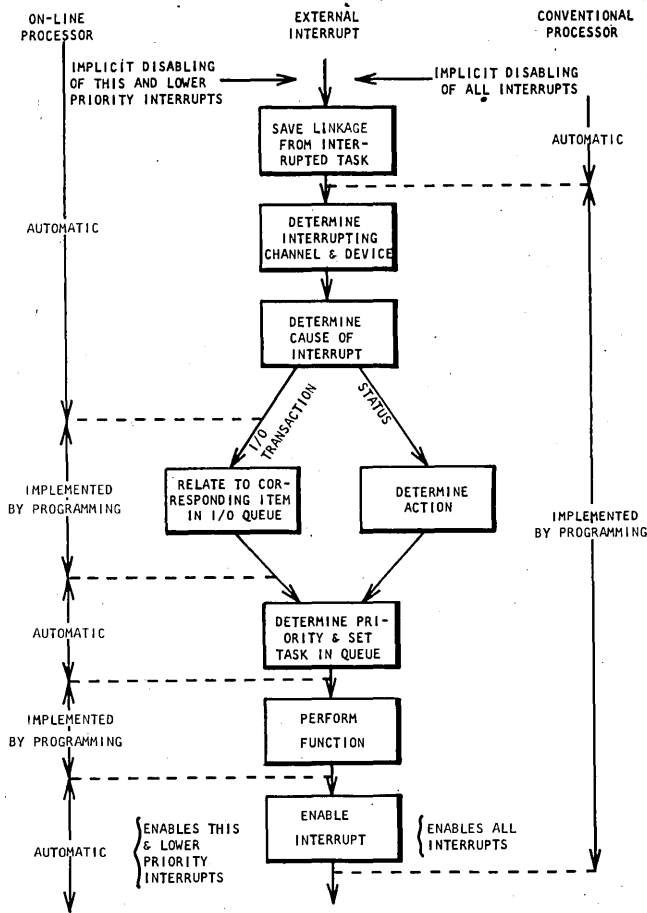 ON-LINE
PROCESSOR
EXTERNAL
INTERRUPT
CONVENTIONAL
PROCESSOR
IMPLICIT DISABLING
OF THIS AND LOWER
PRIORITY INTERRUPTS
IMPLICIT DISABLING
OF ALL INTERRUPTS
SAVE LINKAGE
FROM INTER-
RUPTED TASK
AUTOMATIC
AUTOMATIC
DETERMINE
INTERRUPTING
CHANNEL & DEVICE
DETERMINE
CAUSE OF
INTERRUPT
I/O
TRANSACTION
STATUS
IMPLEMENTED
BY PROGRAMMING
RELATE TO COR-
RESPONDING ITEM
IN I/O QUEUE
DETERMINE
ACTION
IMPLEMENTED
BY PROGRAMMING
AUTOMATIC
DETERMINE PRI-
ORITY & SET
TASK IN QUEUE
IMPLEMENTED
BY PROGRAMMING
PERFORM
FUNCTION
AUTOMATIC
ENABLES THIS
& LOWER
PRIORITY
INTERRUPTS
ENABLE
INTERRUPT
ENABLES ALL
INTERRUPTS